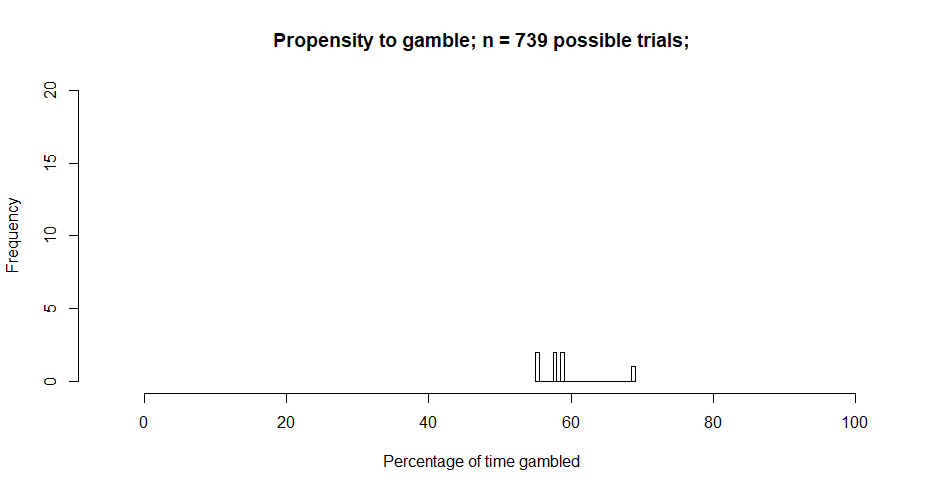 Propensity to gamble; n = 739 possible trials;
20
15
10
5
0
Frequency
0 20 40 60 80 100
Percentage of time gambled